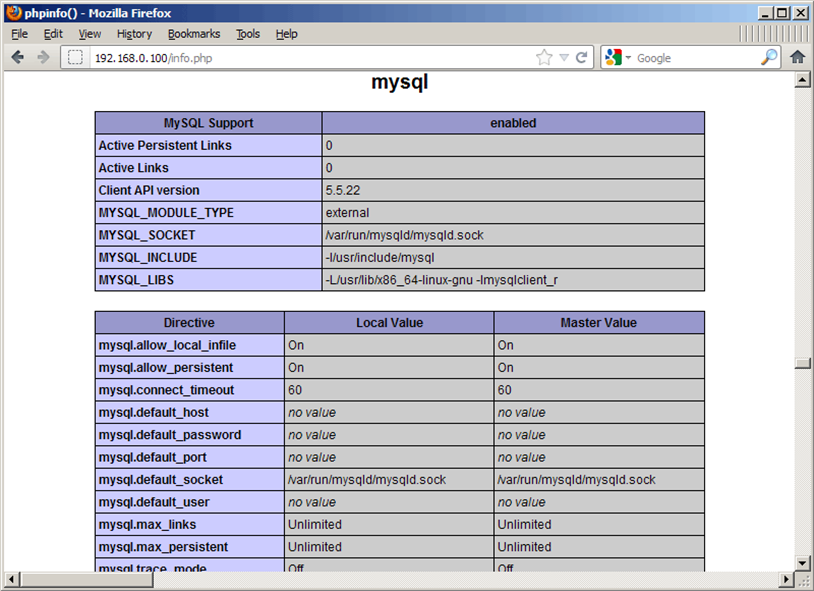 phpinfo() - Mozilla Firefox
File Edit View History Bookmarks Tools Help
192.168.0.100/info.php Google
mysql
MySQL Support enabled
Active Persistent Links 0
Active Links 0
Client API version 5.5.22
MYSQL_MODULE_TYPE external
MYSQL_SOCKET /var/run/mysqld/mysqld.sock
MYSQL_INCLUDE -I/usr/include/mysql
MYSQL_LIBS -L/usr/lib/x86_64-linux-gnu -lmysqlclient_r
Directive Local Value Master Value
mysql.allow_local_infile On On
mysql.allow_persistent On On
mysql.connect_timeout 60 60
mysql.default_host no value no value
mysql.default_password no value no value
mysql.default_port no value no value
mysql.default_socket /var/run/mysqld/mysqld.sock /var/run/mysqld/mysqld.sock
mysql.default_user no value no value
mysql.max_links Unlimited Unlimited
mysql.max_persistent Unlimited Unlimited
mysql.trace_mode Off Off